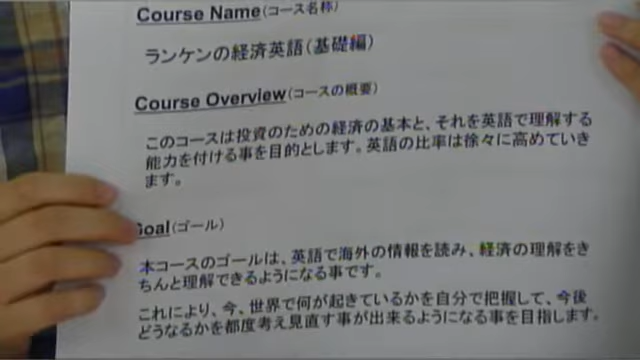 Course Name(コース名称)
ランケンの経済英語(基礎編)
Course Overview(コースの概要)
このコースは投資のための経済の基本と、それを英語で理解する
能力を付ける事を目的とします。英語の比率は徐々に高めていき
ます。
Goal(ゴール)
本コースのゴールは、英語で海外の情報を読み、経済の理解をき
ちんと理解できるようになる事です。
これにより、今、世界で何が起きているかを自分で把握して、今後
どうなるかを都度考え見直す事が出来るようになる事を目指します。